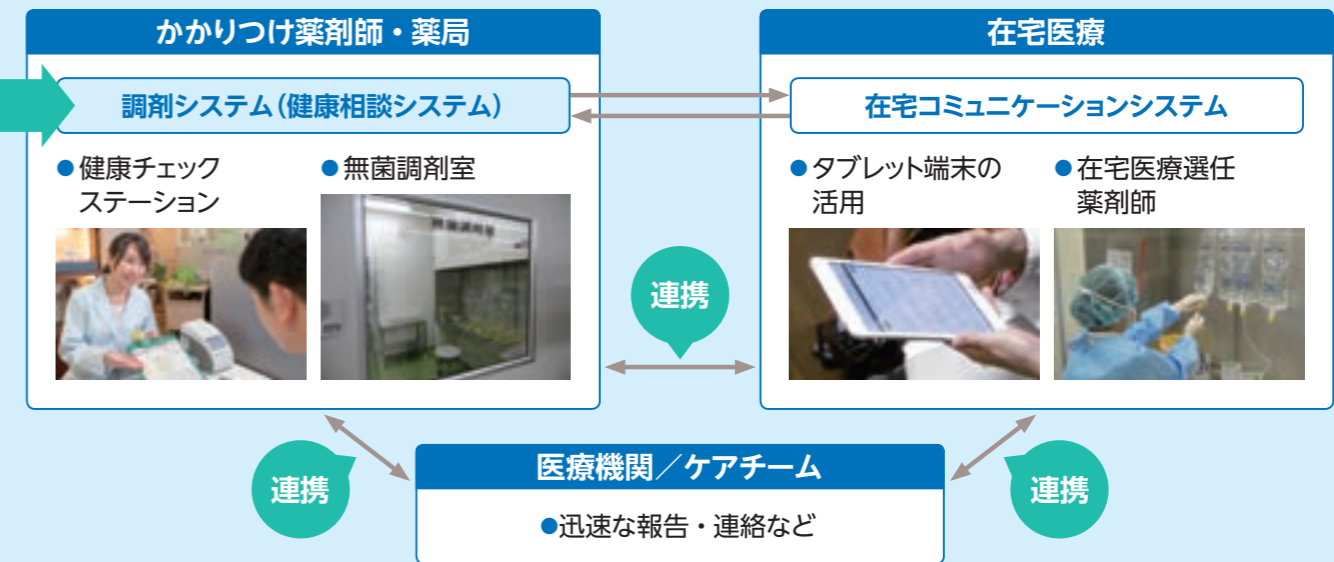 かかりつけ薬剤師・薬局
調剤システム(健康相談システム)
●健康チェック
ステーション
●無菌調剤室
無菌調剤室
在宅医療
在宅コミュニケーションシステム
●タブレット端末の
活用
●在宅医療選任
薬剤師
連携
連携
医療機関/ケアチーム
●迅速な報告・連絡など
連携